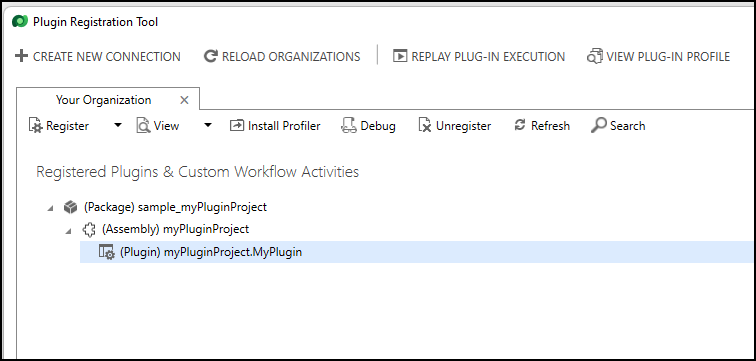 Plugin Registration Tool
CREATE NEW CONNECTION RELOAD ORGANIZATIONS REPLAY PLUG-IN EXECUTION VIEW PLUG-IN PROFILE
Your Organization
Register View Install Profiler Debug Unregister Refresh Search
Registered Plugins & Custom Workflow Activities
(Package) sample_myPluginProject
(Assembly) myPluginProject
(Plugin) myPluginProject.MyPlugin